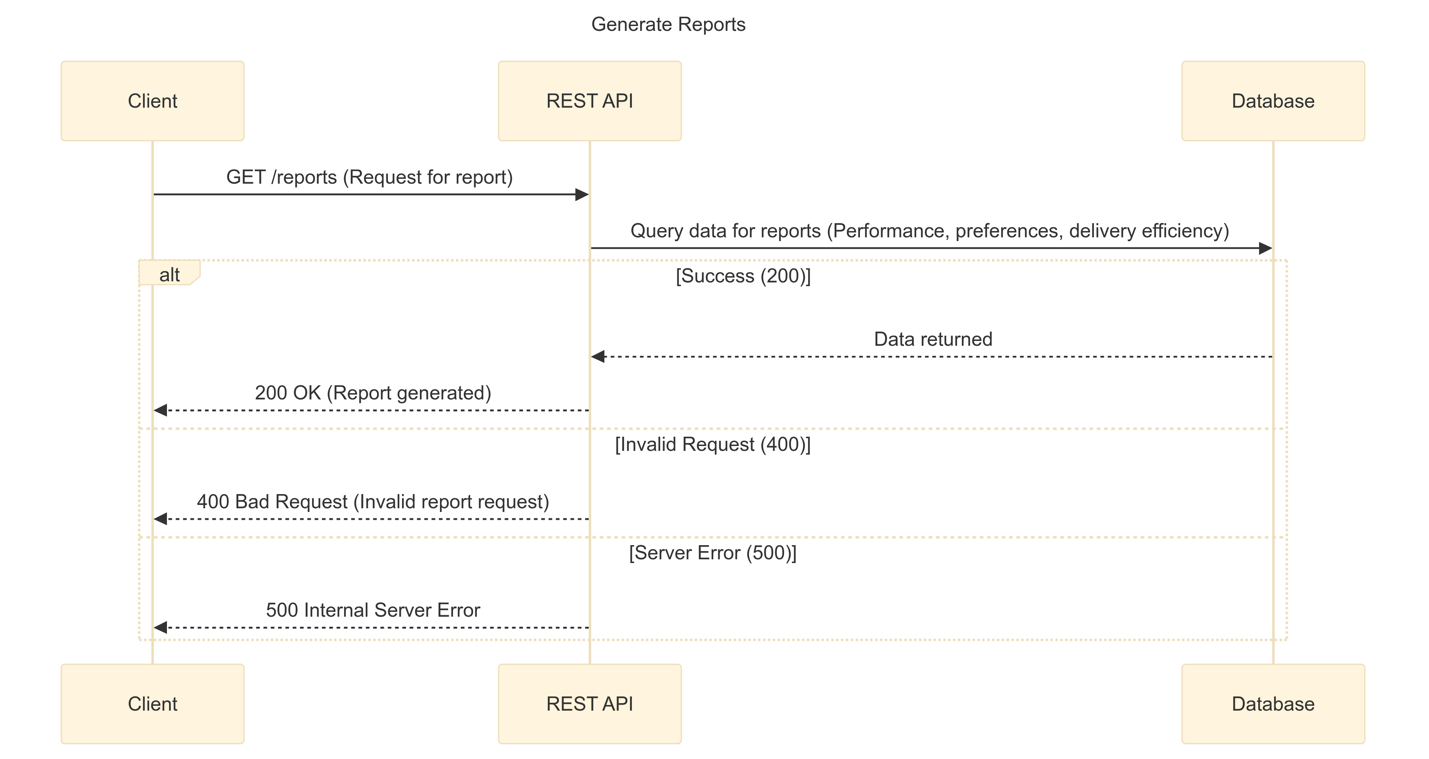 Generate Reports
Client
REST API
Database
GET /reports (Request for report)
Query data for reports (Performance, preferences, delivery efficiency)
alt
[Success (200)]
Data returned
200 OK (Report generated)
[Invalid Request (400)]
400 Bad Request (Invalid report request)
[Server Error (500)]
500 Internal Server Error
Client
REST API
Database